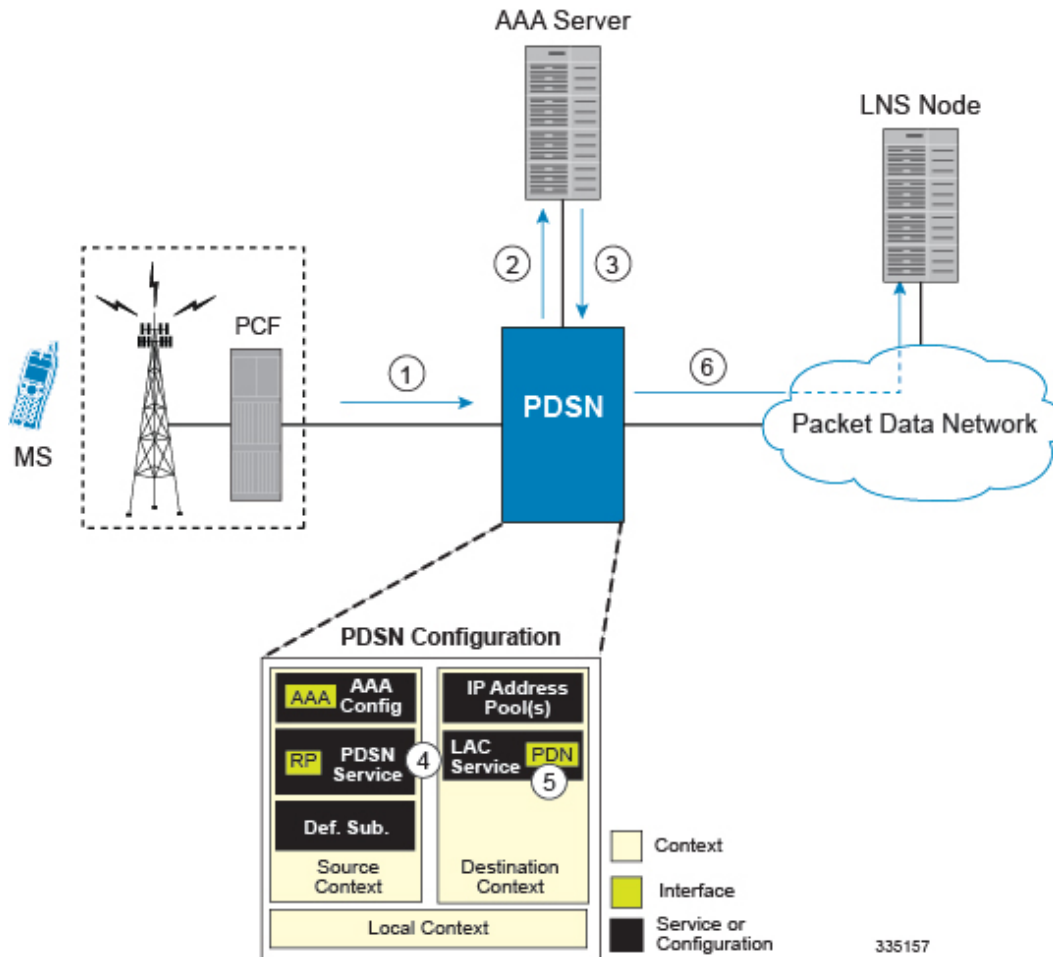 AAA Server
LNS Node
2
3
PCF
1
PDSN
6
Packet Data Network
MS
PDSN Configuration
AAA
AAA
Config
RP
PDSN
Service
4
Def. Sub.
Source
Context
IP Address
Pool(s)
LAC
Service
PDN
5
Destination
Context
Local Context
Context
Interface
Service or
Configuration
335157